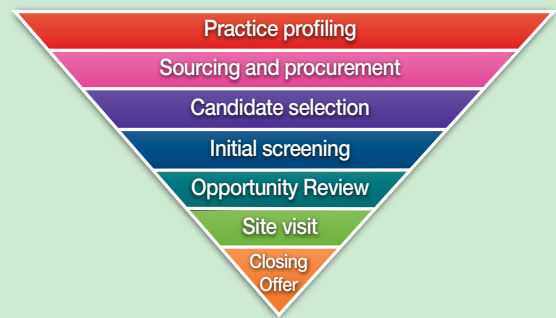 Practice profiling
Sourcing and procurement
Candidate selection
Initial screening
Opportunity Review
Site visit
Closing
Offer